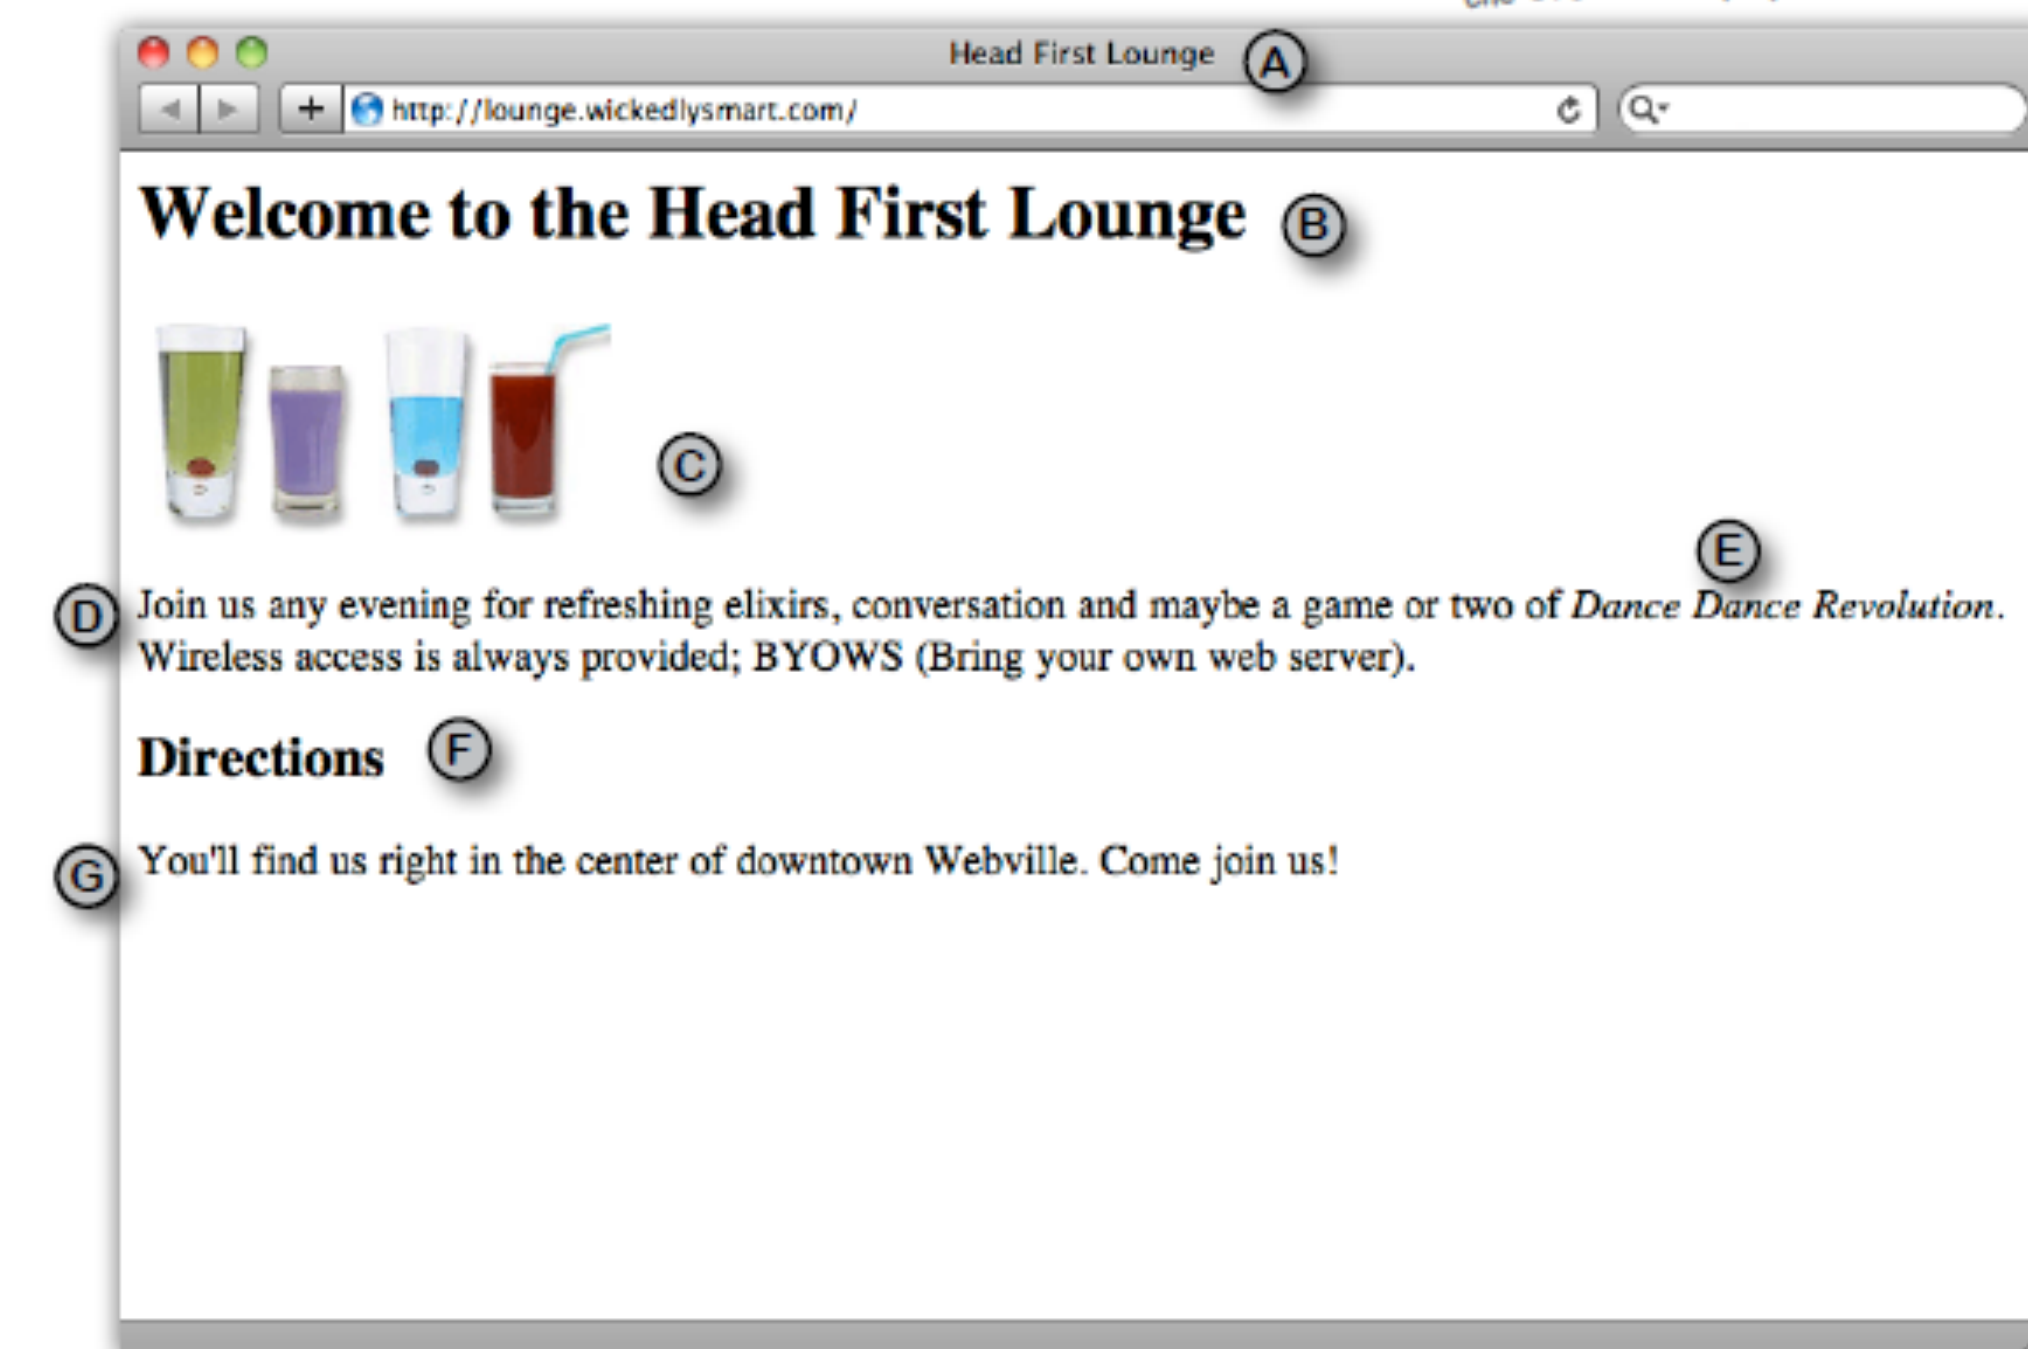 Head First Lounge A
http://lounge.wickedlysmart.com/
Welcome to the Head First Lounge B
C
E
D Join us any evening for refreshing elixirs, conversation and maybe a game or two of Dance Dance Revolution.
Wireless access is always provided; BYOWS (Bring your own web server).
Directions F
G You'll find us right in the center of downtown Webville. Come join us!